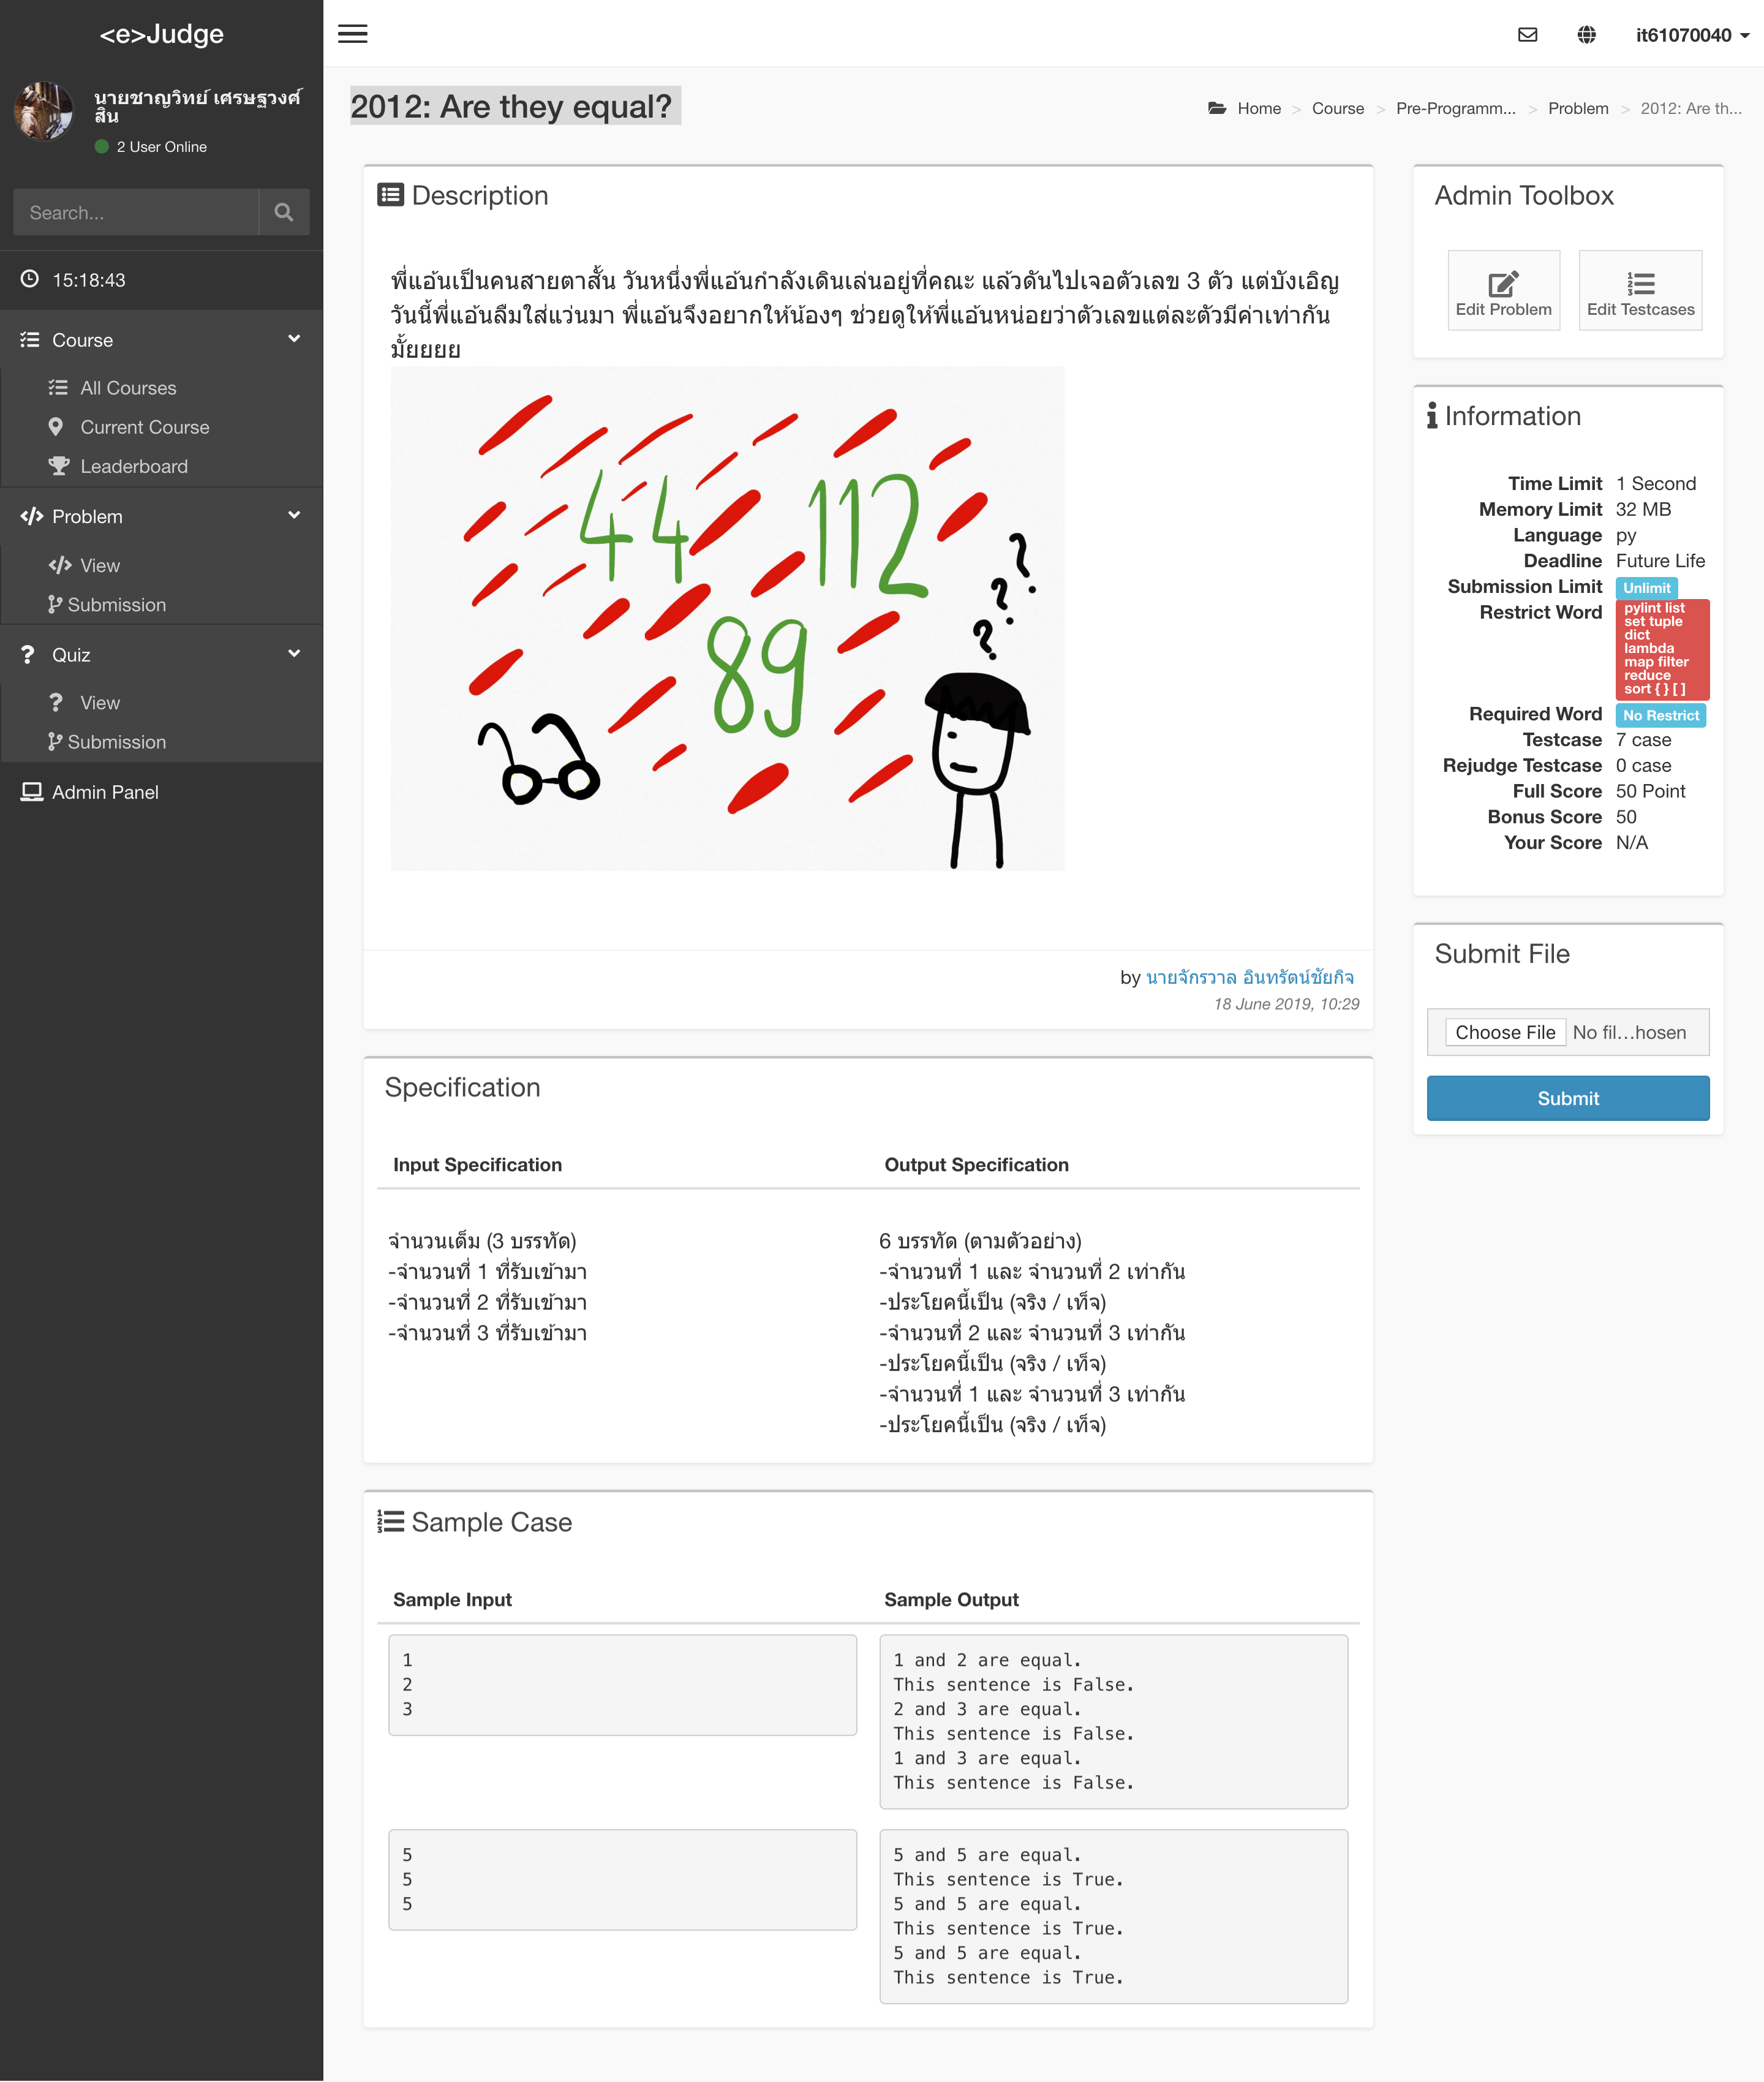 <e>Judge
it61070040
นายชาญวิทย์ เศรษฐวงศ์
สิน
2 User Online
Search...
15:18:43
Course
All Courses
Current Course
Leaderboard
Problem
View
Submission
Quiz
View
Submission
Admin Panel
2012: Are they equal?
Home > Course > Pre-Programm... > Problem > 2012: Are th...
Description
พี่แอ้นเป็นคนสายตาสั้น วันหนึ่งพี่แอ้นกำลังเดินเล่นอยู่ที่คณะ แล้วดันไปเจอตัวเลข 3 ตัว แต่บังเอิญ
วันนี้พี่แอ้นลืมใส่แว่นมา พี่แอ้นจึงอยากให้น้องๆ ช่วยดูให้พี่แอ้นหน่อยว่าตัวเลขแต่ละตัวมีค่าเท่ากัน
มั้ยยยย
44
112
89
? ? ?
by นายจักรวาล อินทรัตน์ชัยกิจ
18 June 2019, 10:29
Specification
Input Specification
จำนวนเต็ม (3 บรรทัด)
-จำนวนที่ 1 ที่รับเข้ามา
-จำนวนที่ 2 ที่รับเข้ามา
-จำนวนที่ 3 ที่รับเข้ามา
Output Specification
6 บรรทัด (ตามตัวอย่าง)
-จำนวนที่ 1 และ จำนวนที่ 2 เท่ากัน
-ประโยคนี้เป็น (จริง / เท็จ)
-จำนวนที่ 2 และ จำนวนที่ 3 เท่ากัน
-ประโยคนี้เป็น (จริง / เท็จ)
-จำนวนที่ 1 และ จำนวนที่ 3 เท่ากัน
-ประโยคนี้เป็น (จริง / เท็จ)
Sample Case
Sample Input
Sample Output
1
2
3
1 and 2 are equal.
This sentence is False.
2 and 3 are equal.
This sentence is False.
1 and 3 are equal.
This sentence is False.
5
5
5
5 and 5 are equal.
This sentence is True.
5 and 5 are equal.
This sentence is True.
5 and 5 are equal.
This sentence is True.
Admin Toolbox
Edit Problem
Edit Testcases
Information
Time Limit 1 Second
Memory Limit 32 MB
Language py
Deadline Future Life
Submission Limit Unlimit
Restrict Word pylint list
set tuple
dict
lambda
map filter
reduce
sort { } [ ]
Required Word No Restrict
Testcase 7 case
Rejudge Testcase 0 case
Full Score 50 Point
Bonus Score 50
Your Score N/A
Submit File
Choose File No fil...hosen
Submit